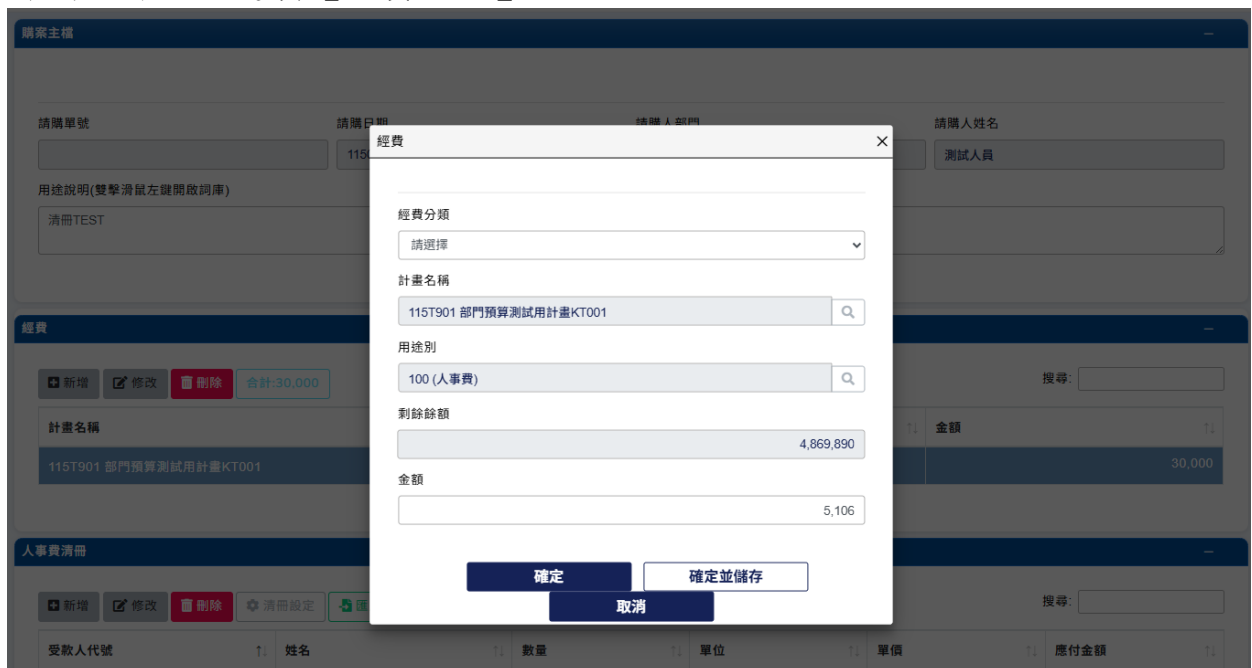 購案主檔
請購單號 請購日期 請購人部門 請購人姓名
115 測試人員
用途說明(雙擊滑鼠左鍵開啟詞庫)
清冊TEST
經費
新增 修改 刪除 合計:30,000 搜尋:
計畫名稱 金額
115T901 部門預算測試用計畫KT001 30,000
人事費清冊
新增 修改 刪除 清冊設定 匯 搜尋:
受款人代號 姓名 數量 單位 單價 應付金額
經費
經費分類
請選擇
計畫名稱
115T901 部門預算測試用計畫KT001
用途別
100 (人事費)
剩餘餘額
4,869,890
金額
5,106
確定 確定並儲存
取消